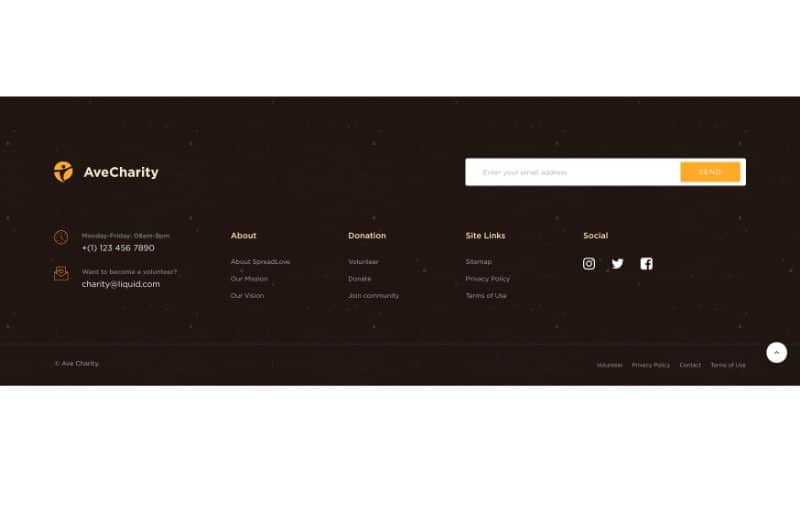 AveCharity
Enter your email address
SEND
Monday-Friday: 08am-9pm
+(1) 123 456 7890
Want to become a volunteer?
charity@liquid.com
About
About SpreadLove
Our Mission
Our Vision
Donation
Volunteer
Donate
Join community
Site Links
Sitemap
Privacy Policy
Terms of Use
Social
© Ave Charity
Volunteer Privacy Policy Contact Terms of Use